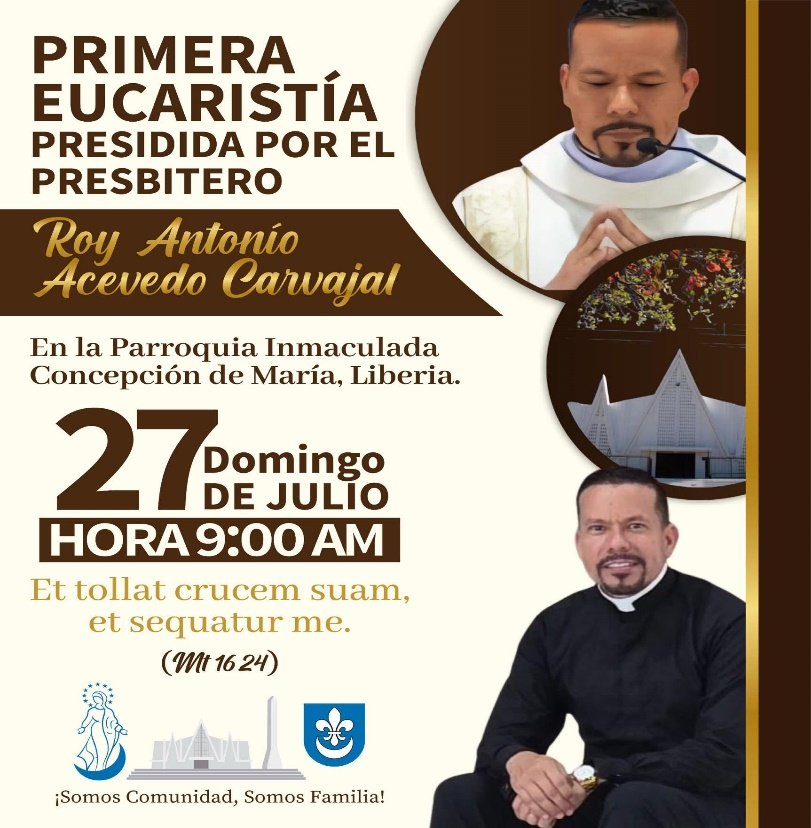 PRIMERA
EUCARISTÍA
PRESIDIDA POR EL
PRESBITERO
Roy Antonío
Acevedo Carvajal
En la Parroquia Inmaculada
Concepción de María, Liberia.
27 Domingo
DE JULIO
HORA 9:00 AM
Et tollat crucem suam,
et sequatur me.
(Mt 16 24)
¡Somos Comunidad, Somos Familia!